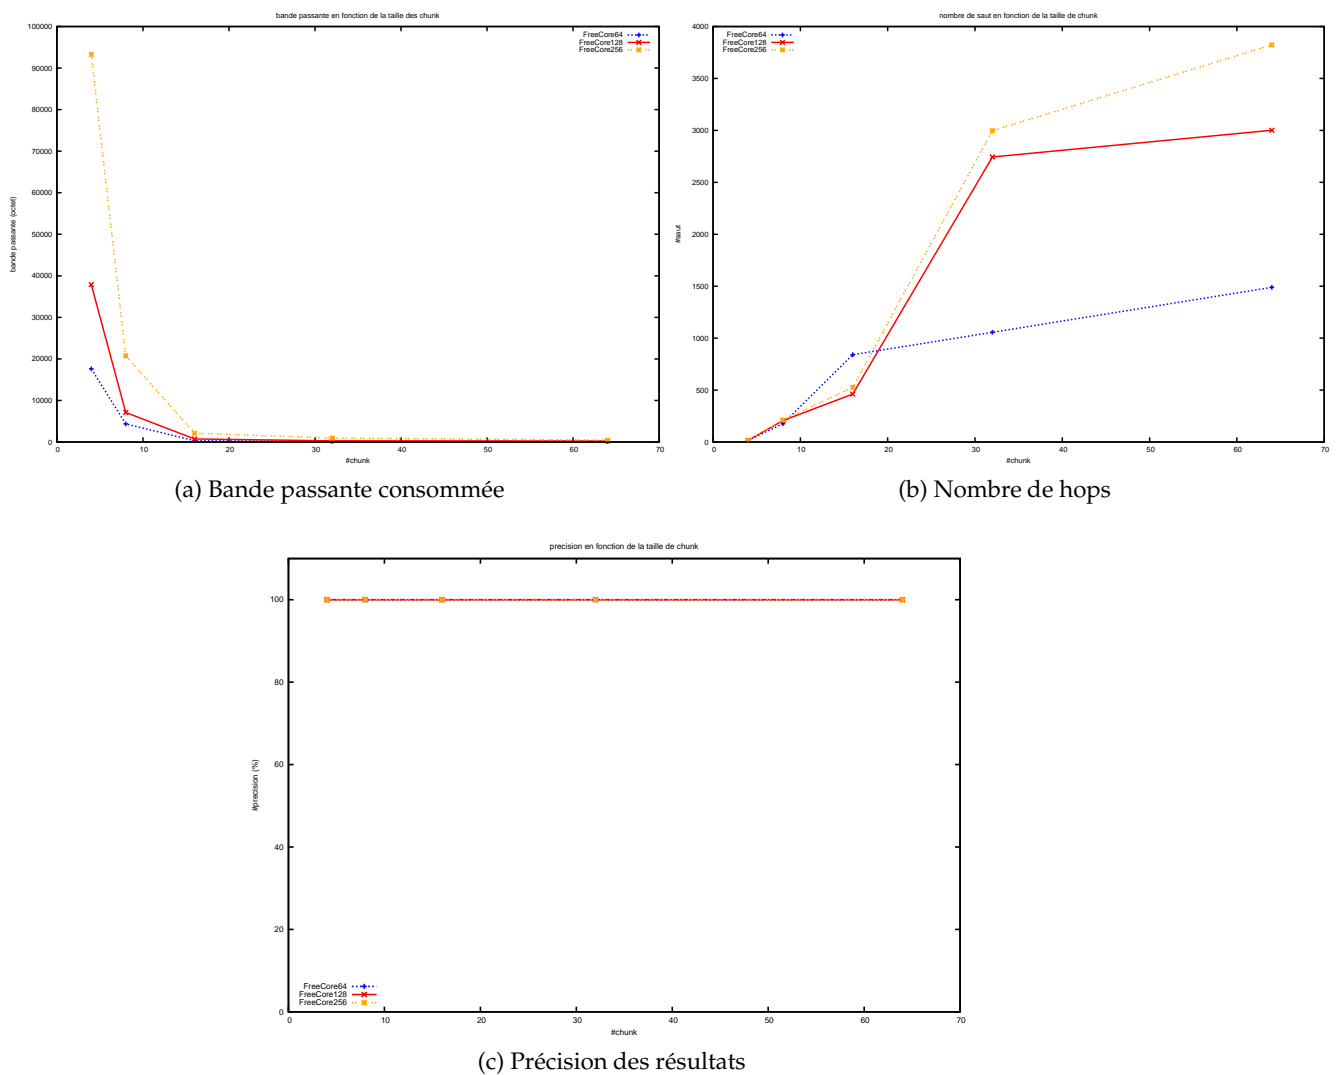 bande passante en fonction de la taille des chunk
100000
90000
80000
70000
60000
50000
40000
30000
20000
10000
0
bande passante (octet)
FreeCore64
FreeCore128
FreeCore256
0 10 20 30 40 50 60 70
#chunk
(a) Bande passante consommée
nombre de saut en fonction de la taille de chunk
4000
3500
3000
2500
2000
1500
1000
500
0
#saut
FreeCore64
FreeCore128
FreeCore256
0 10 20 30 40 50 60 70
#chunk
(b) Nombre de hops
precision en fonction de la taille de chunk
100
80
60
40
20
0
#precision (%)
FreeCore64
FreeCore128
FreeCore256
0 10 20 30 40 50 60 70
#chunk
(c) Précision des résultats